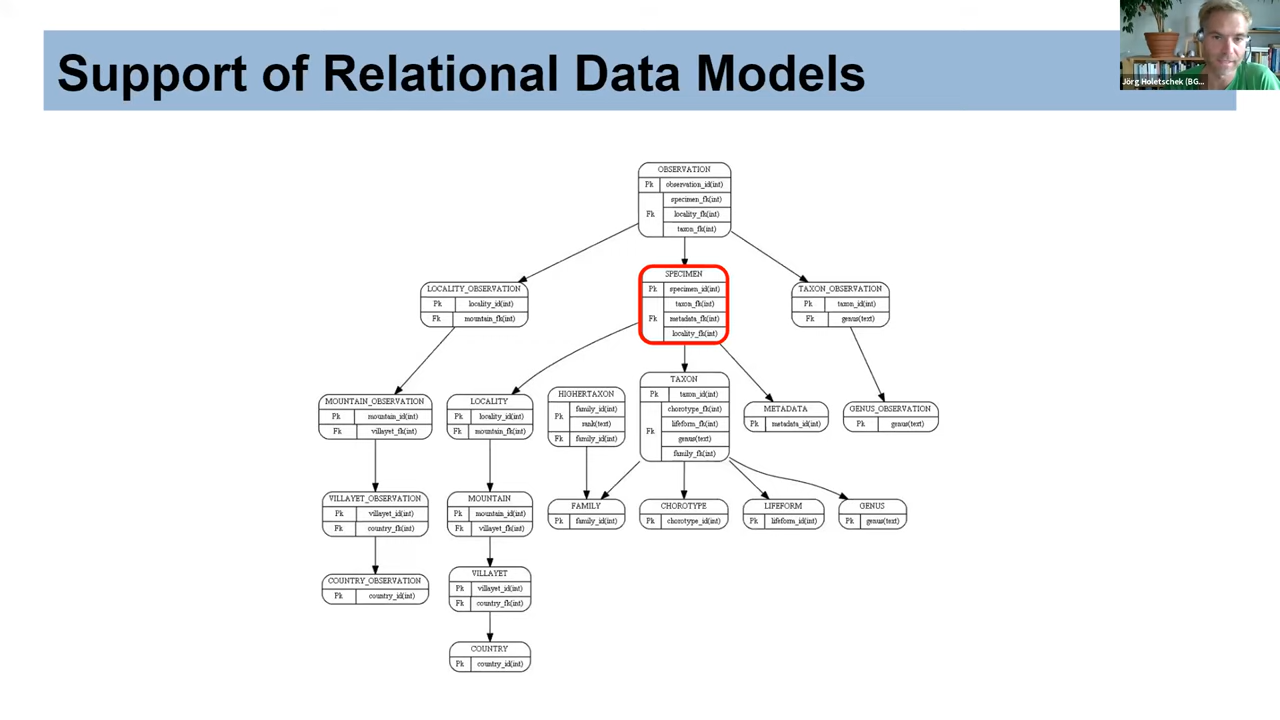 Support of Relational Data Models
Jörg Holetschek (BG...
OBSERVATION
Pk observation_id(int)
Fk specimen_fk(int)
locality_fk(int)
taxon_fk(int)
LOCALITY_OBSERVATION
Pk locality_id(int)
Fk mountain_fk(int)
SPECIMEN
Pk specimen_id(int)
Fk taxon_fk(int)
metadata_fk(int)
locality_fk(int)
TAXON_OBSERVATION
Pk taxon_id(int)
Fk genus(text)
MOUNTAIN_OBSERVATION
Pk mountain_id(int)
Fk villayet_fk(int)
LOCALITY
Pk locality_id(int)
Fk mountain_fk(int)
HIGHERTAXON
Pk family_id(int)
rank(text)
Fk family_id(int)
TAXON
Pk taxon_id(int)
Fk chorotype_fk(int)
lifeform_fk(int)
genus(text)
family_fk(int)
METADATA
Pk metadata_id(int)
GENUS_OBSERVATION
Pk genus(text)
VILLAYET_OBSERVATION
Pk villayet_id(int)
Fk country_fk(int)
MOUNTAIN
Pk mountain_id(int)
Fk villayet_fk(int)
FAMILY
Pk family_id(int)
CHOROTYPE
Pk chorotype_id(int)
LIFEFORM
Pk lifeform_id(int)
GENUS
Pk genus(text)
COUNTRY_OBSERVATION
Pk country_id(int)
VILLAYET
Pk villayet_id(int)
Fk country_fk(int)
COUNTRY
Pk country_id(int)